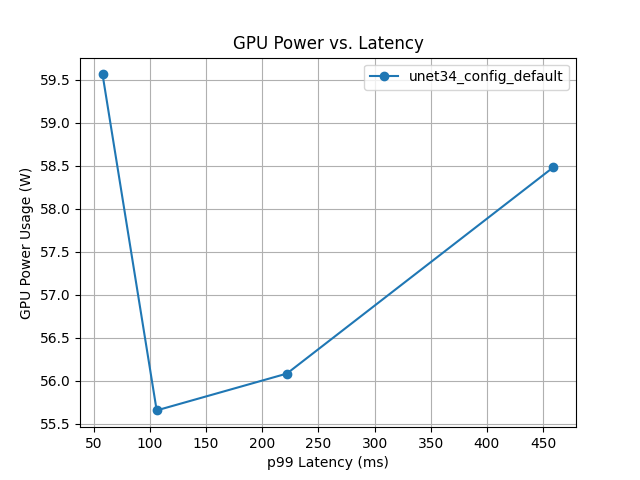 GPU Power vs. Latency
unet34_config_default
GPU Power Usage (W)
59.5
59.0
58.5
58.0
57.5
57.0
56.5
56.0
55.5
50 100 150 200 250 300 350 400 450
p99 Latency (ms)